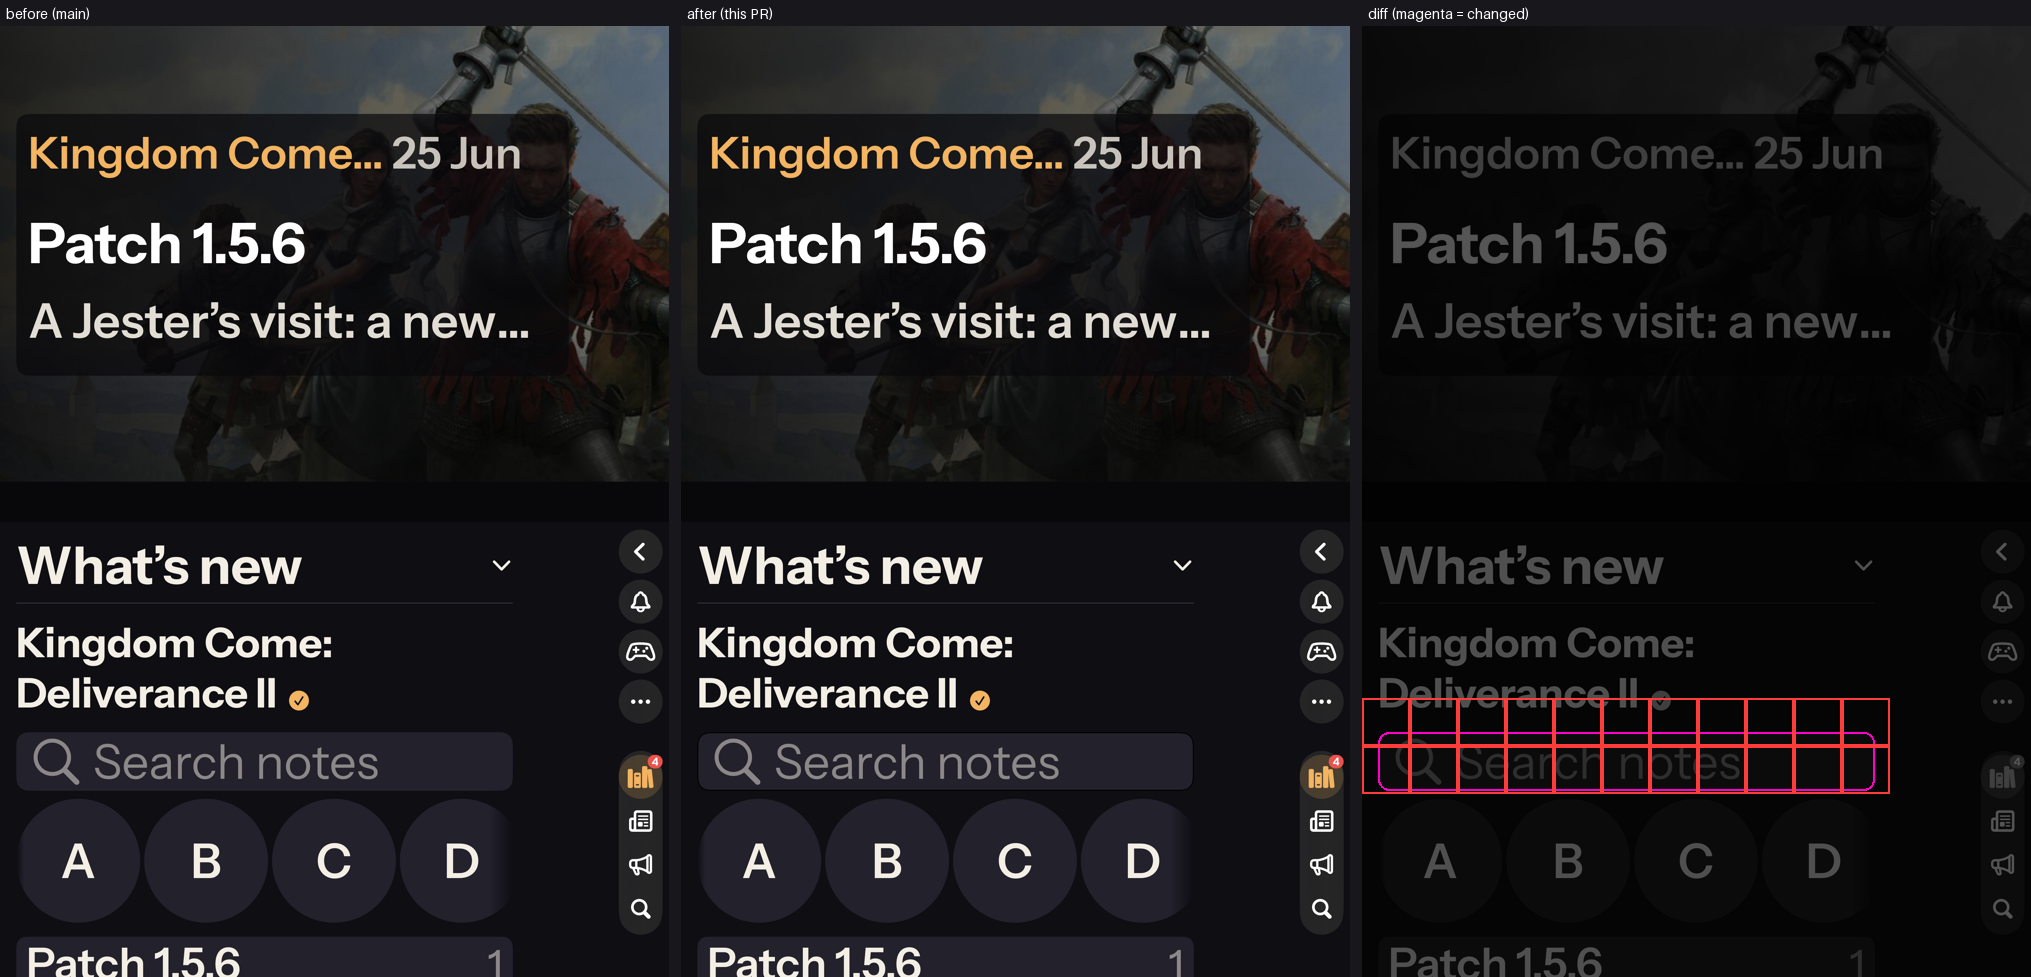 before (main)
Kingdom Come... 25 Jun
Patch 1.5.6
A Jester's visit: a new...
What's new
Kingdom Come:
Deliverance II
Search notes
4
A B C D
Patch 1.5.6 1
after (this PR)
Kingdom Come... 25 Jun
Patch 1.5.6
A Jester's visit: a new...
What's new
Kingdom Come:
Deliverance II
Search notes
4
A B C D
Patch 1.5.6 1
diff (magenta = changed)
Kingdom Come... 25 Jun
Patch 1.5.6
A Jester's visit: a new...
What's new
Kingdom Come:
Deliverance II
Search notes
4
A B C D
Patch 1.5.6 1